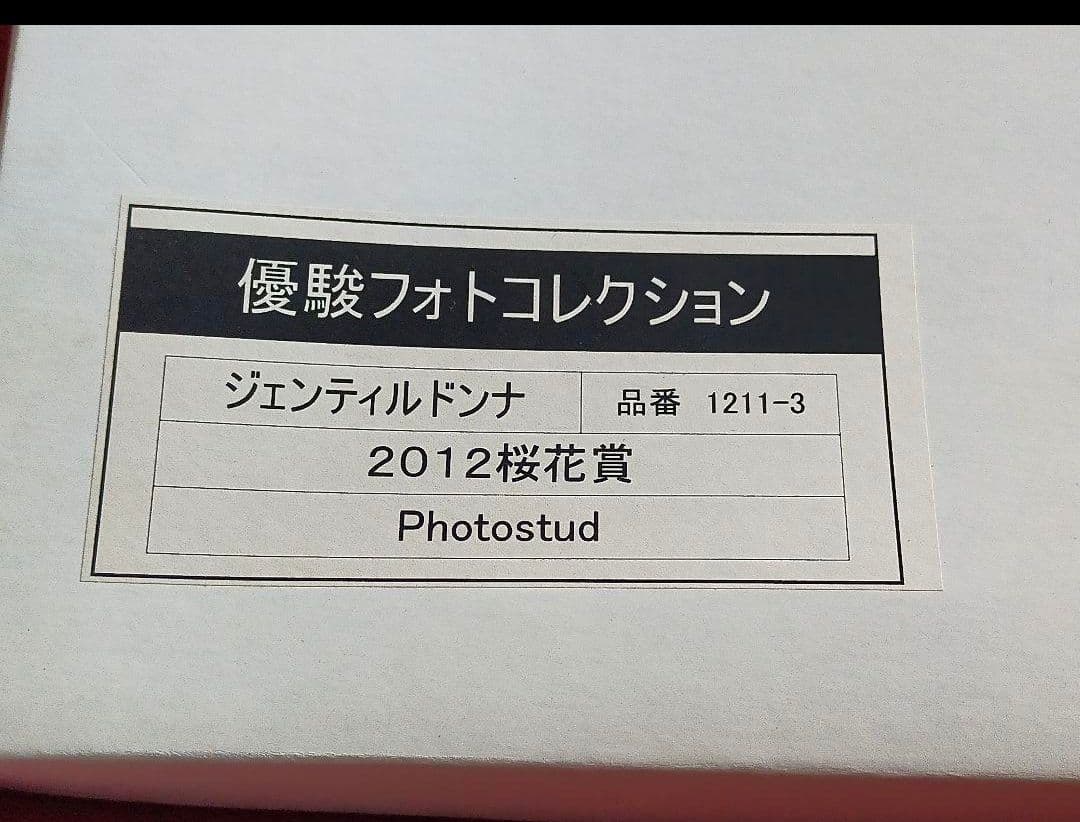 優駿フォトコレクション
ジェンティルドンナ 品番 1211-3
2012桜花賞
Photostud